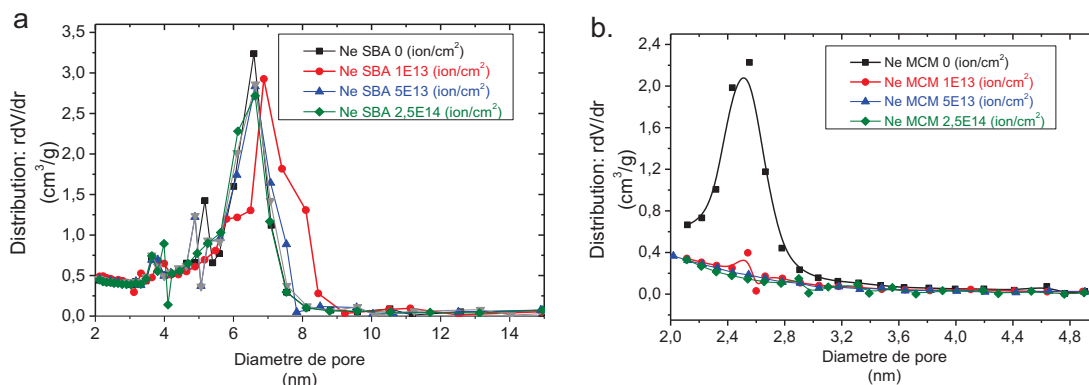 a
3,5
3,0
2,5
2,0
1,5
1,0
0,5
0,0
2 4 6 8 10 12 14
Distribution: rdV/dr
(cm³/g)
Diametre de pore
(nm)
Ne SBA 0 (ion/cm²)
Ne SBA 1E13 (ion/cm²)
Ne SBA 5E13 (ion/cm²)
Ne SBA 2,5E14 (ion/cm²)
b.
2,4
2,0
1,6
1,2
0,8
0,4
0,0
2,0 2,4 2,8 3,2 3,6 4,0 4,4 4,8
Distribution: rdV/dr
(cm³/g)
Diametre de pore
(nm)
Ne MCM 0 (ion/cm²)
Ne MCM 1E13 (ion/cm²)
Ne MCM 5E13 (ion/cm²)
Ne MCM 2,5E14 (ion/cm²)